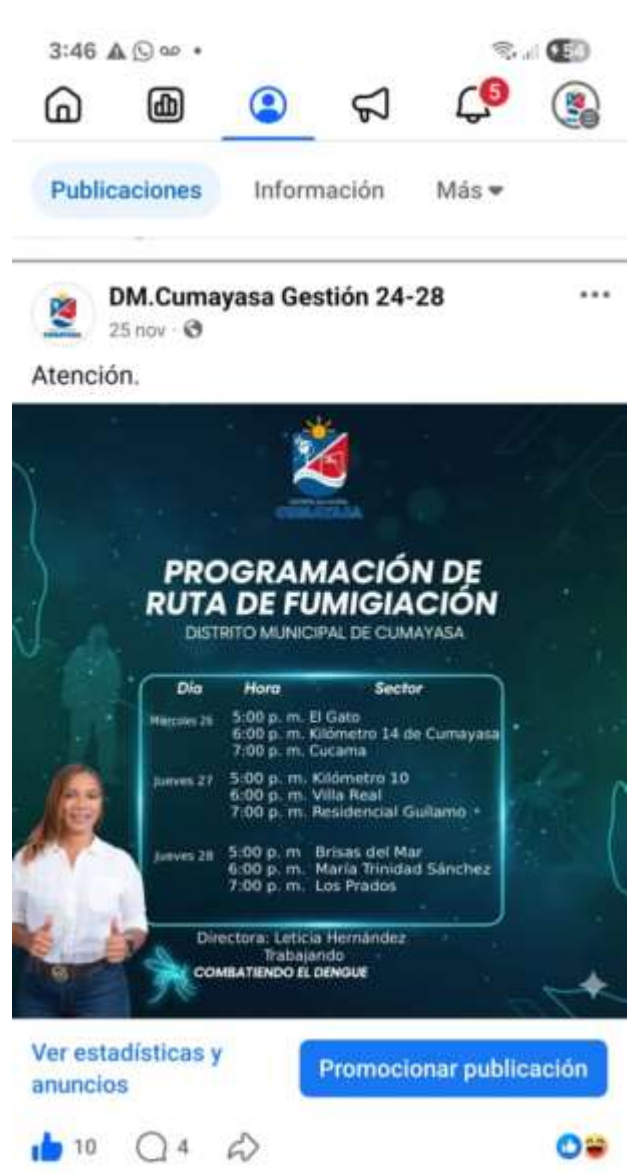 3:46
54
5
Publicaciones Información Más
DM.Cumayasa Gestión 24-28
25 nov
Atención.
CUMAYASA
PROGRAMACIÓN DE
RUTA DE FUMIGIACIÓN
DISTRITO MUNICIPAL DE CUMAYASA
Día Hora Sector
Miércoles 26 5:00 p. m. El Gato
6:00 p. m. Kilómetro 14 de Cumayasa
7:00 p. m. Cucama
Jueves 27 5:00 p. m. Kilómetro 10
6:00 p. m. Villa Real
7:00 p. m. Residencial Guilamo
Jueves 28 5:00 p. m Brisas del Mar
6:00 p. m. María Trinidad Sánchez
7:00 p. m. Los Prados
Directora: Leticia Hernández
Trabajando
COMBATIENDO EL DENGUE
Ver estadísticas y
anuncios
Promocionar publicación
10 4